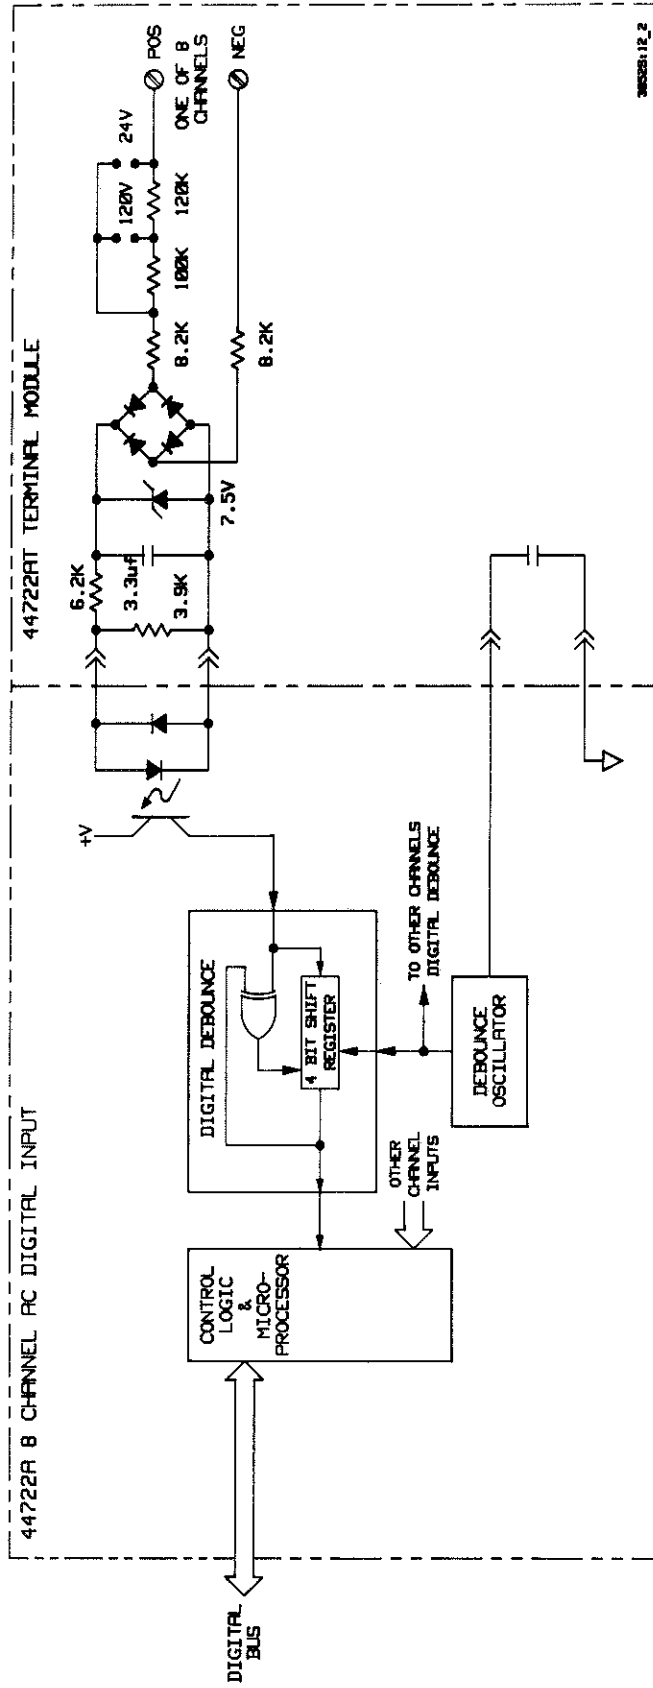 44722A 8 CHANNEL AC DIGITAL INPUT
44722AT TERMINAL MODULE
DIGITAL
BUS
CONTROL
LOGIC
&
MICRO-
PROCESSOR
OTHER
CHANNEL
INPUTS
DIGITAL DEBOUNCE
4 BIT SHIFT
REGISTER
TO OTHER CHANNELS
DIGITAL DEBOUNCE
DEBOUNCE
OSCILLATOR
+V
6.2K
3.3uf
3.9K
7.5V
8.2K
8.2K
100K
120K
120V
24V
POS
ONE OF 8
CHANNELS
NEG
38528:12_2